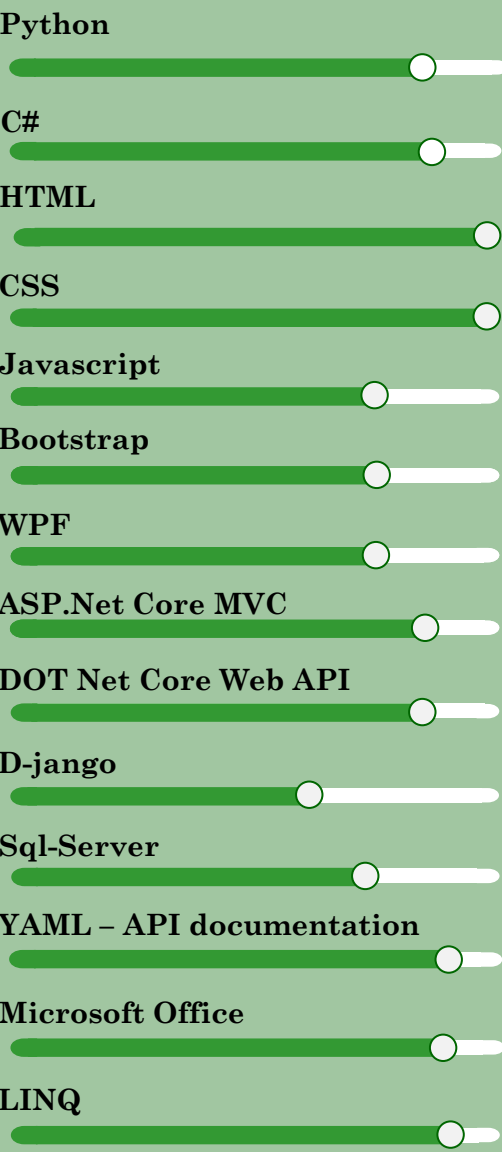 Python
C#
HTML
CSS
Javascript
Bootstrap
WPF
ASP.Net Core MVC
DOT Net Core Web API
D-jango
Sql-Server
YAML – API documentation
Microsoft Office
LINQ